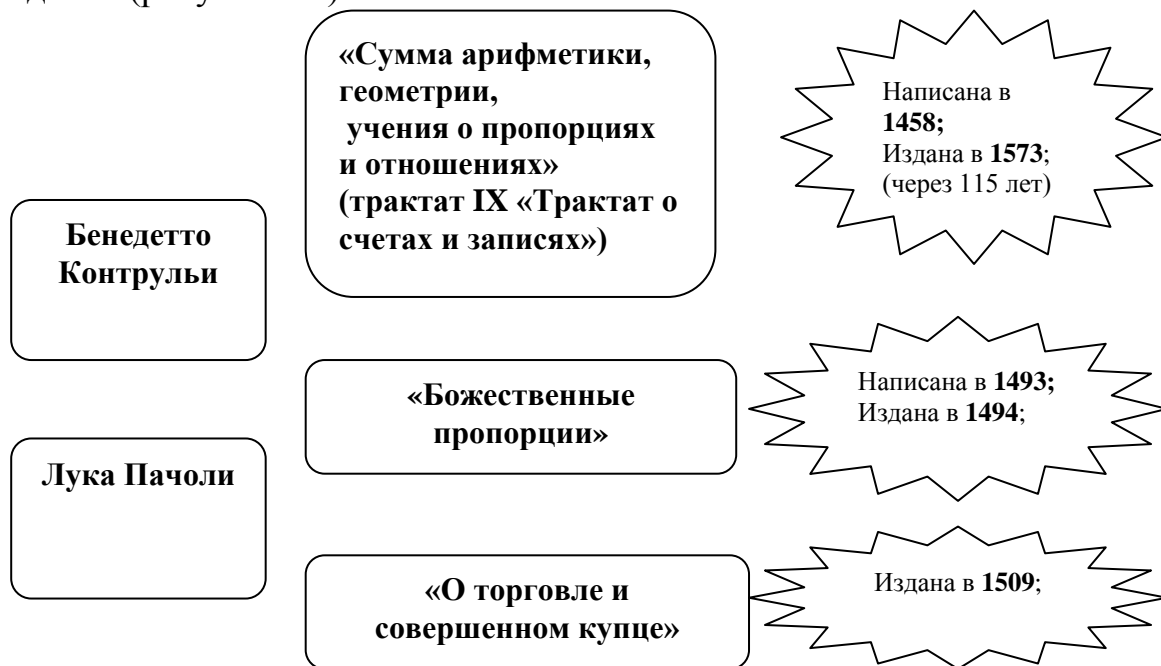 «Сумма арифметики,
геометрии,
учения о пропорциях
и отношениях»
(трактат IX «Трактат о
счетах и записях»)
Написана в
1458;
Издана в 1573;
(через 115 лет)
Бенедетто
Контрульи
«Божественные
пропорции»
Написана в 1493;
Издана в 1494;
Лука Пачоли
«О торговле и
совершенном купце»
Издана в 1509;